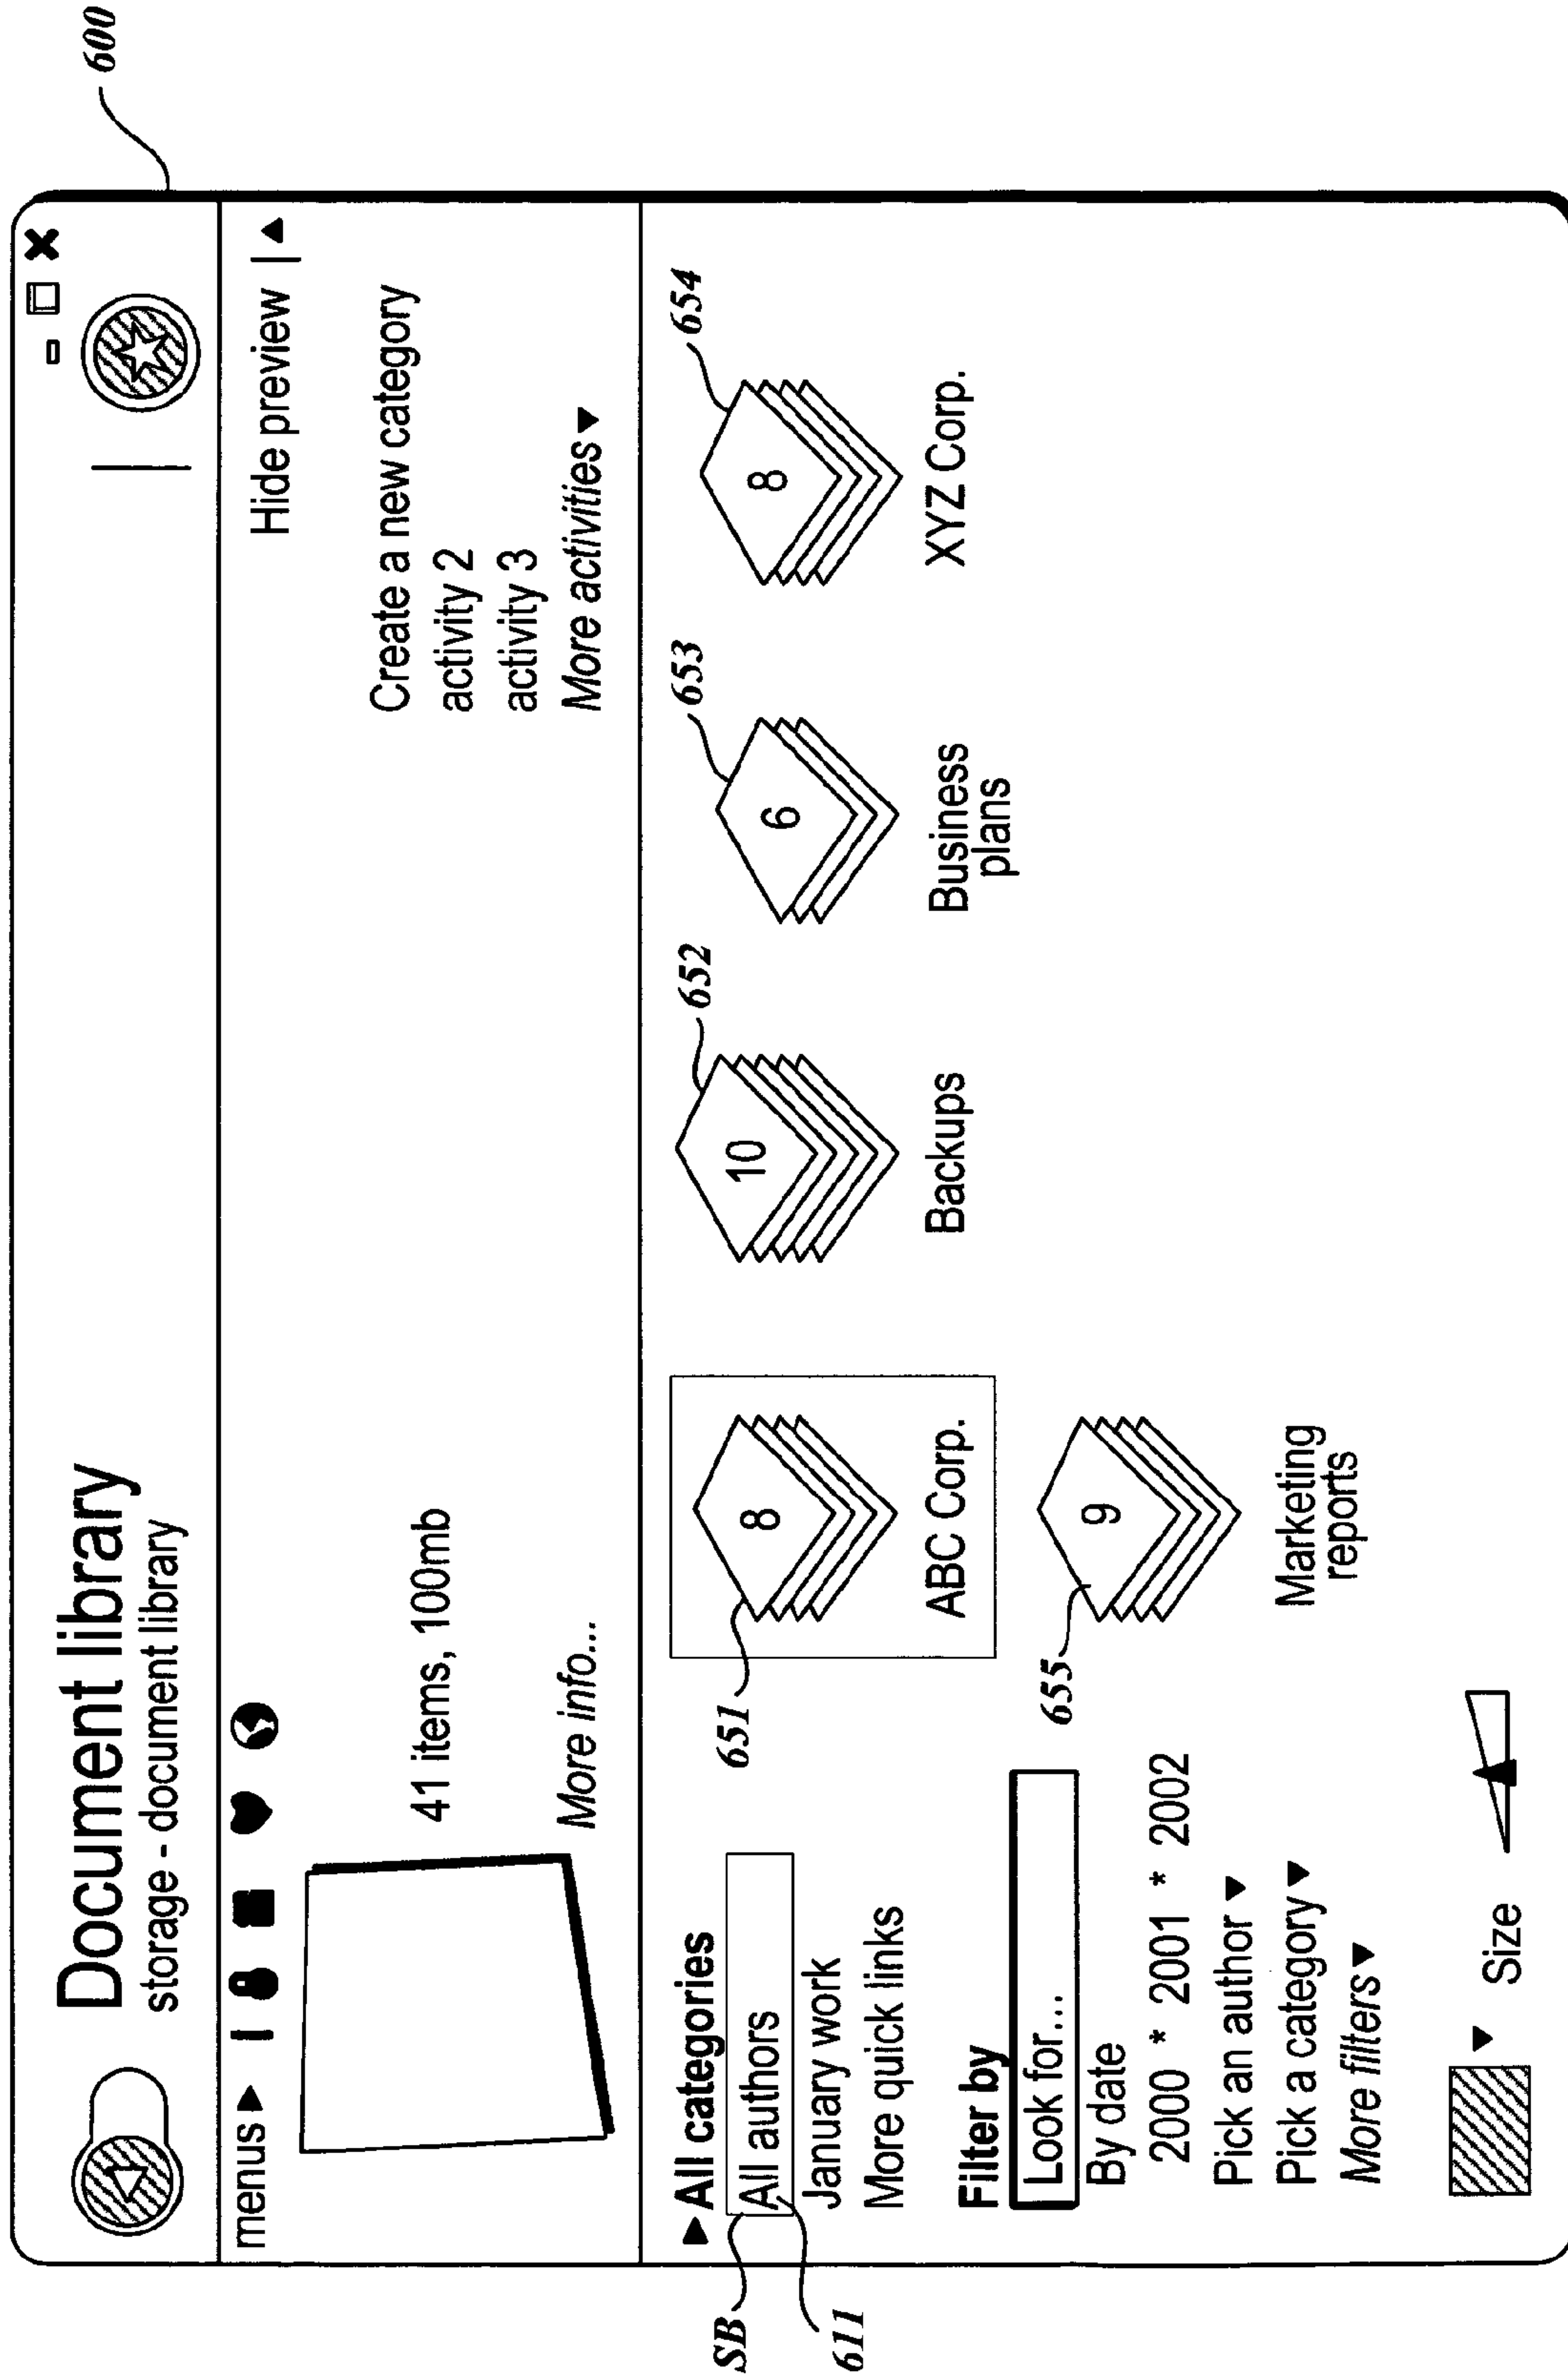 600
Document library
storage - document library
menus
Hide preview
41 items, 100mb
More info...
Create a new category
activity 2
activity 3
More activities
All categories
SB
All authors
611
January work
More quick links
Filter by
Look for...
By date
2000 * 2001 * 2002
Pick an author
Pick a category
More filters
Size
651
8
ABC Corp.
652
10
Backups
653
6
Business
plans
654
8
XYZ Corp.
655
9
Marketing
reports